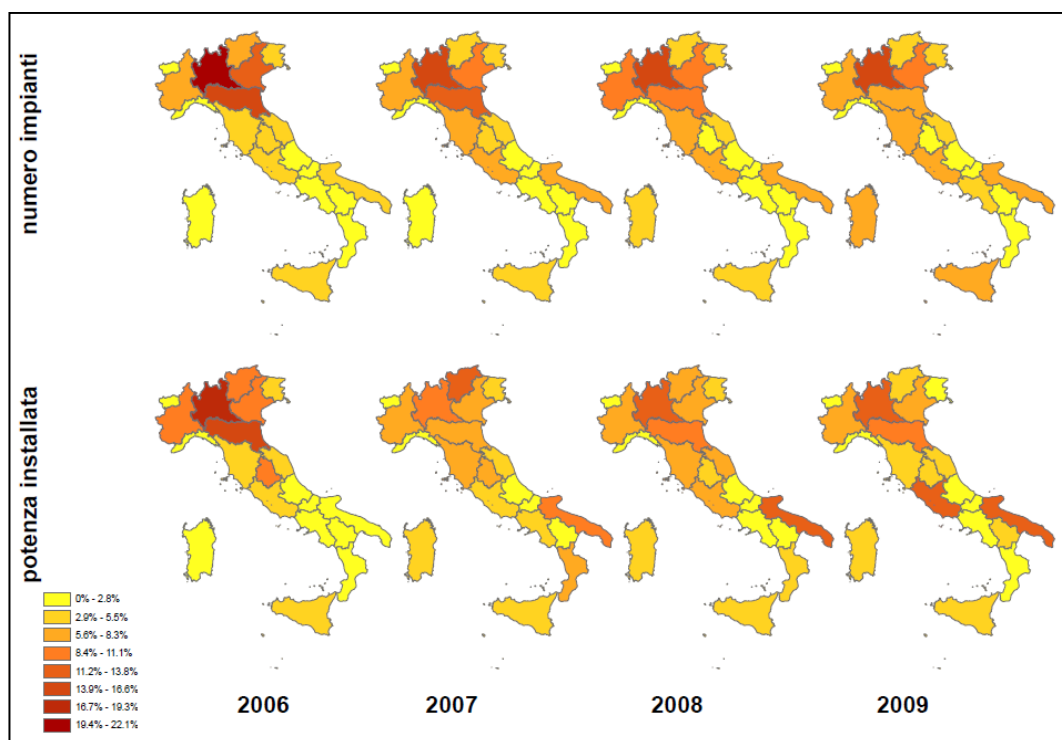 numero impianti
potenza installata
0% - 2.8%
2.9% - 5.5%
5.6% - 8.3%
8.4% - 11.1%
11.2% - 13.8%
13.9% - 16.6%
16.7% - 19.3%
19.4% - 22.1%
2006 2007 2008 2009